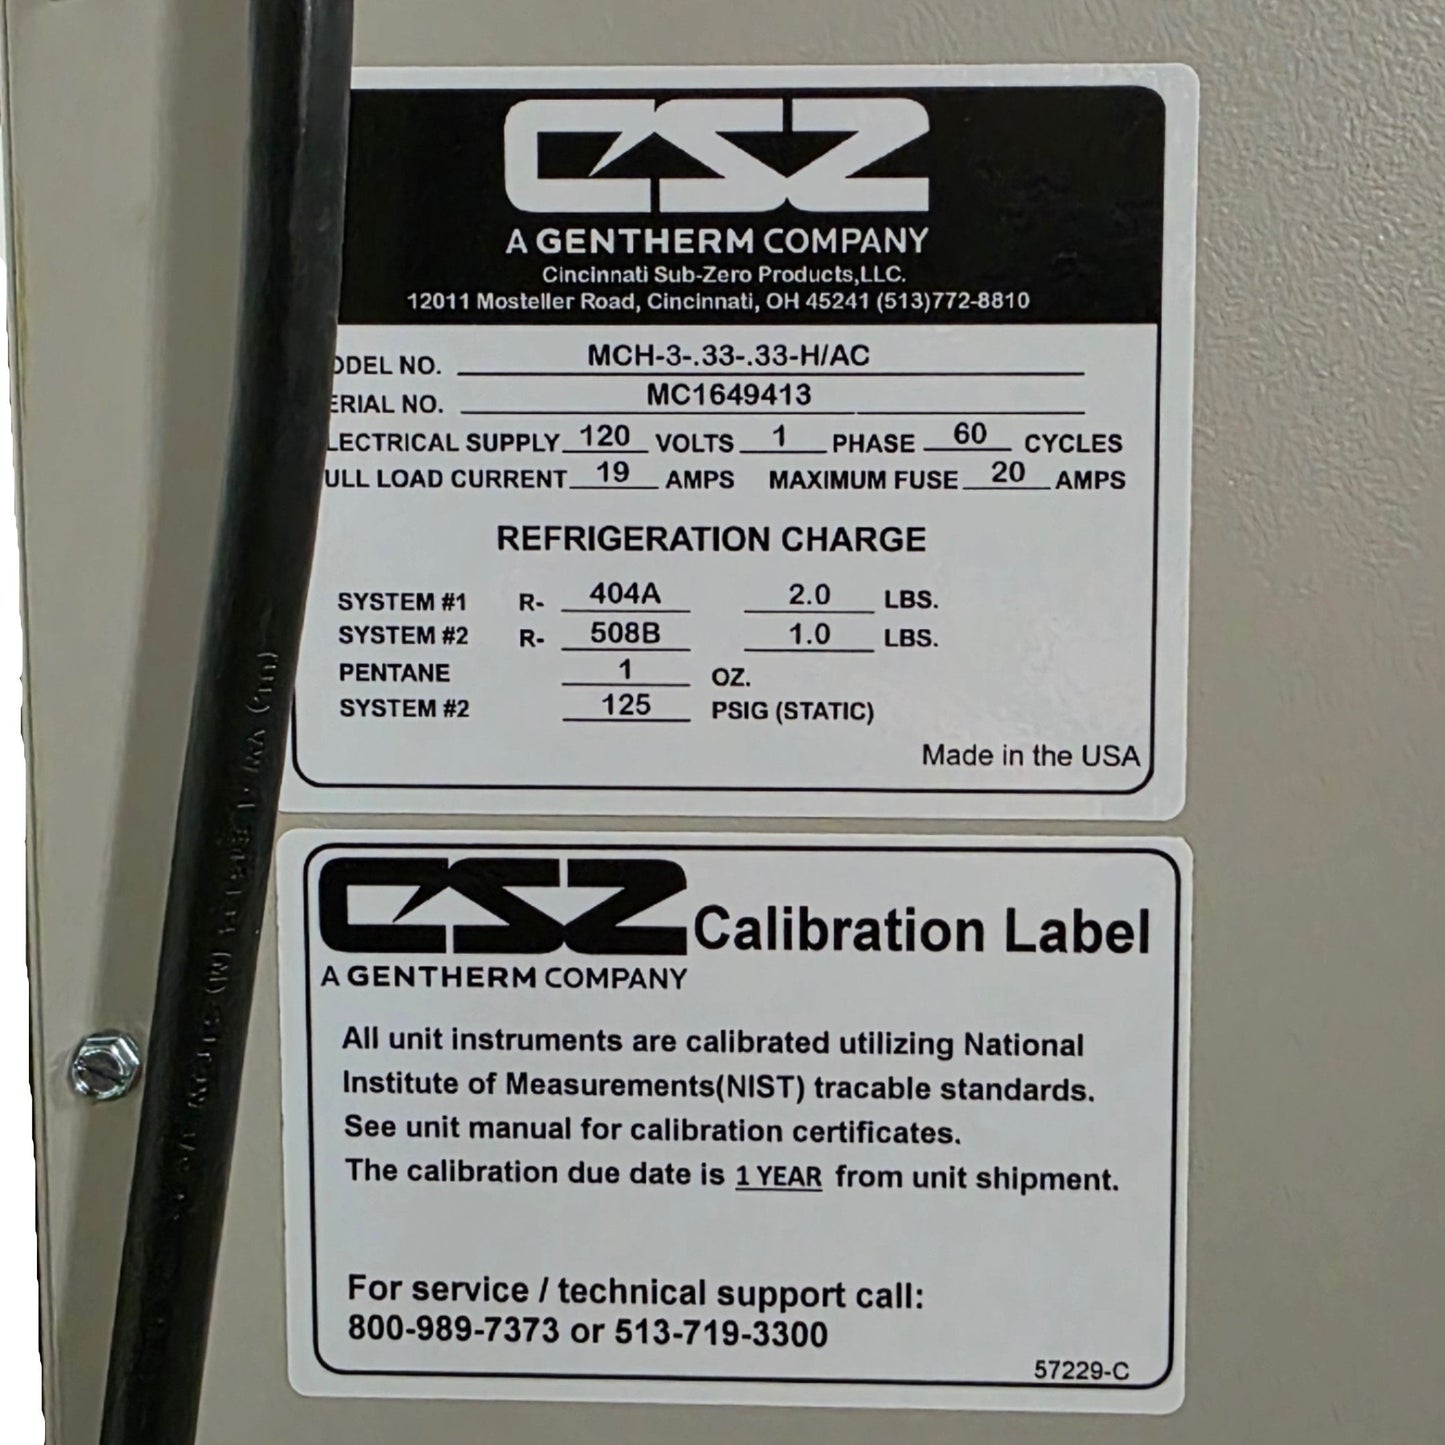 CSZ
A GENTHERM COMPANY
Cincinnati Sub-Zero Products,LLC.
12011 Mosteller Road, Cincinnati, OH 45241 (513)772-8810
ODEL NO. MCH-3-.33-.33-H/AC
ERIAL NO. MC1649413
LECTRICAL SUPPLY 120 VOLTS 1 PHASE 60 CYCLES
ULL LOAD CURRENT 19 AMPS MAXIMUM FUSE 20 AMPS
REFRIGERATION CHARGE
SYSTEM #1 R- 404A 2.0 LBS.
SYSTEM #2 R- 508B 1.0 LBS.
PENTANE 1 OZ.
SYSTEM #2 125 PSIG (STATIC)
Made in the USA
CSZ Calibration Label
A GENTHERM COMPANY
All unit instruments are calibrated utilizing National
Institute of Measurements(NIST) tracable standards.
See unit manual for calibration certificates.
The calibration due date is 1 YEAR from unit shipment.
For service / technical support call:
800-989-7373 or 513-719-3300
57229-C